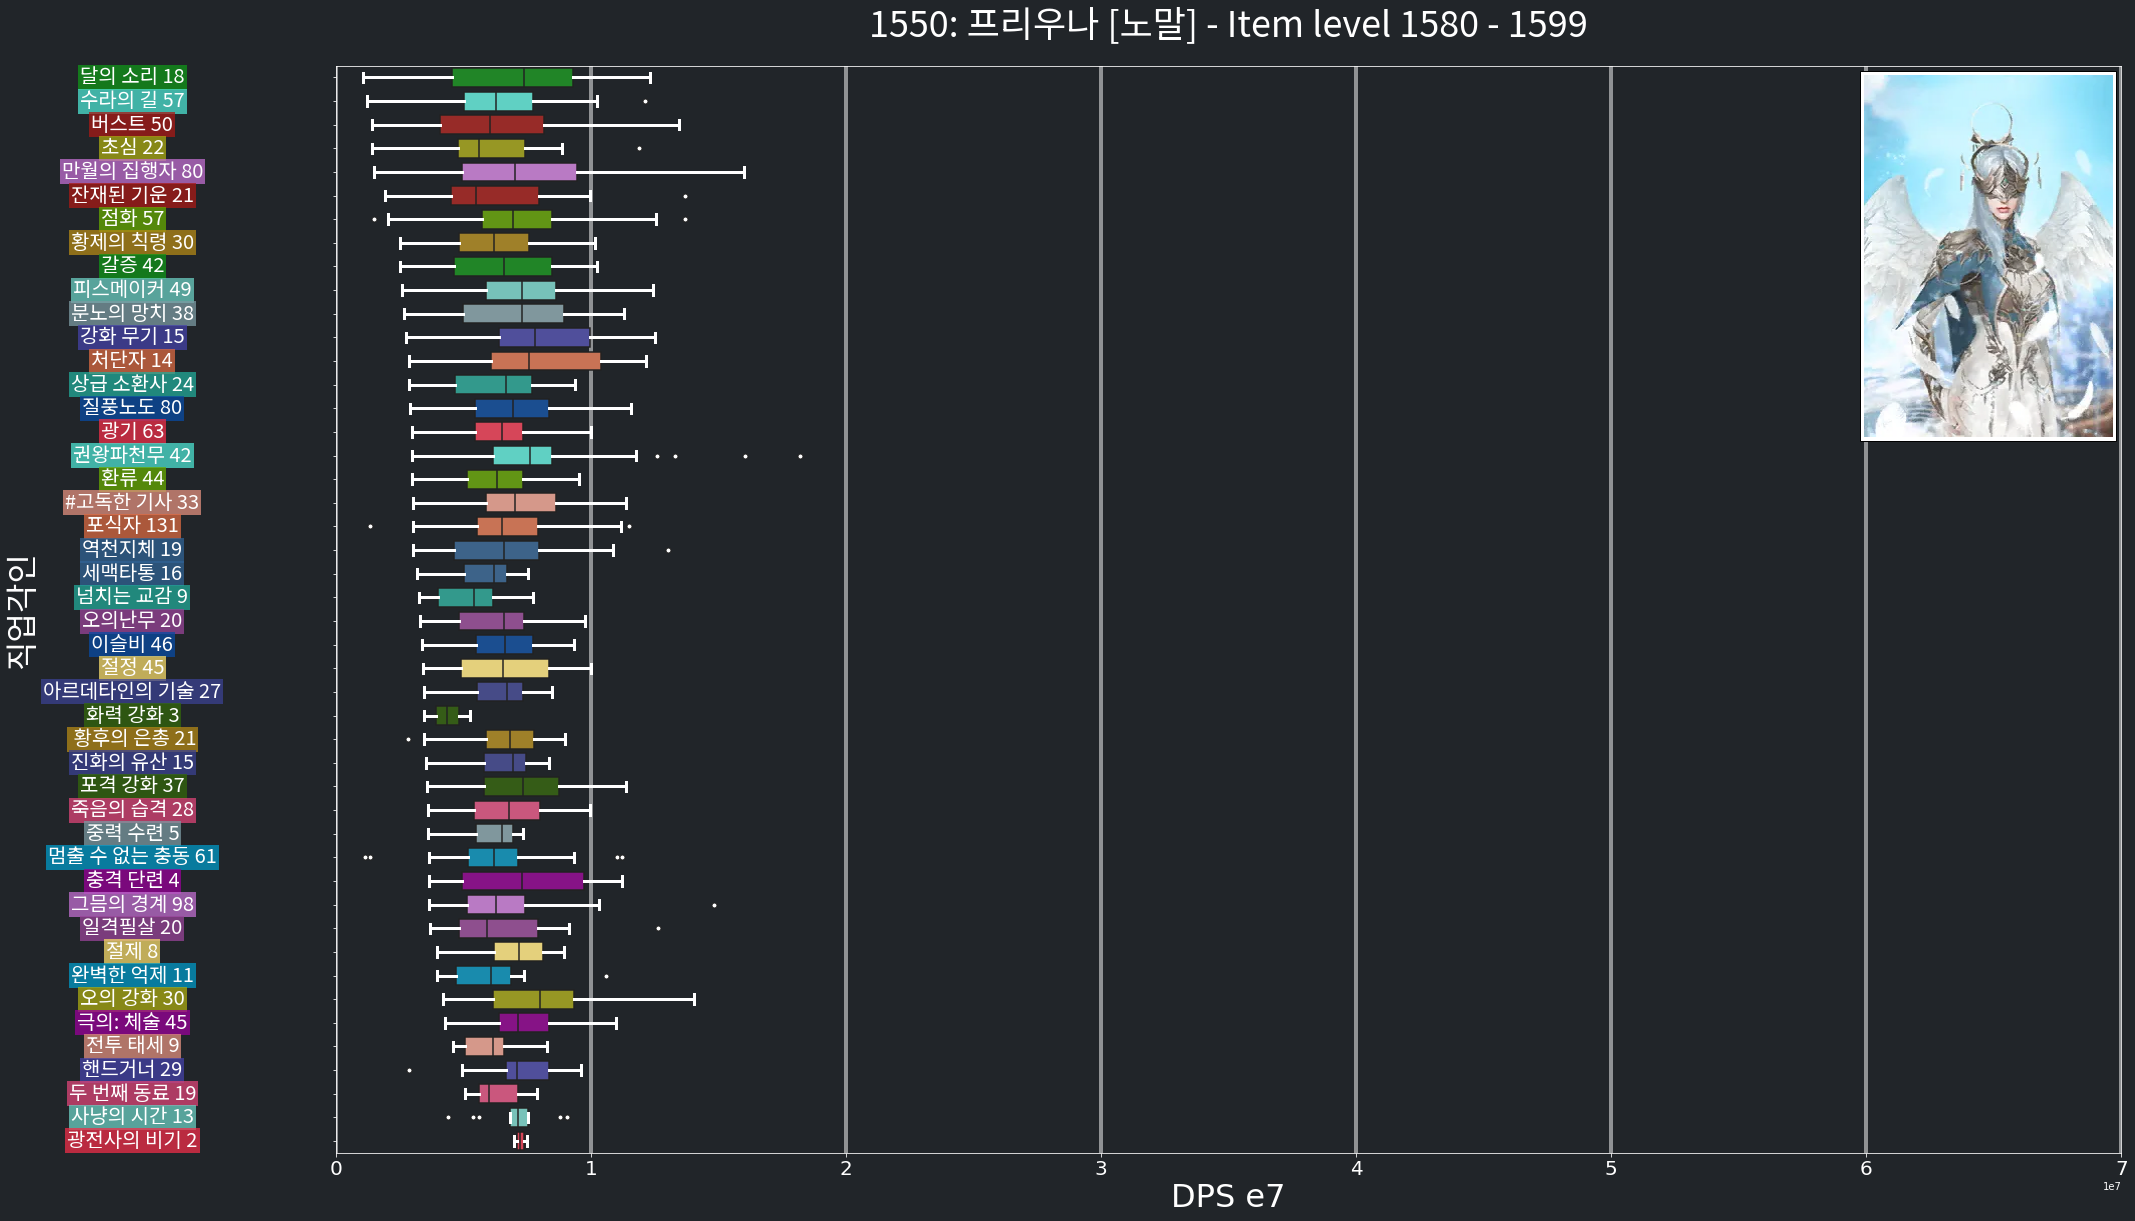 1550: 프리우나 [노말] - Item level 1580 - 1599
달의 소리 18
수라의 길 57
버스트 50
초심 22
만월의 집행자 80
잔재된 기운 21
점화 57
황제의 칙령 30
갈증 42
피스메이커 49
분노의 망치 38
강화 무기 15
처단자 14
상급 소환사 24
질풍노도 80
광기 63
권왕파천무 42
환류 44
#고독한 기사 33
포식자 131
역천지체 19
세맥타통 16
넘치는 교감 9
오의난무 20
이슬비 46
절정 45
아르데타인의 기술 27
화력 강화 3
황후의 은총 21
진화의 유산 15
포격 강화 37
죽음의 습격 28
중력 수련 5
멈출 수 없는 충동 61
충격 단련 4
그믐의 경계 98
일격필살 20
절제 8
완벽한 억제 11
오의 강화 30
극의: 체술 45
전투 태세 9
핸드거너 29
두 번째 동료 19
사냥의 시간 13
광전사의 비기 2
직업각인
0 1 2 3 4 5 6 7
1e7
DPS e7